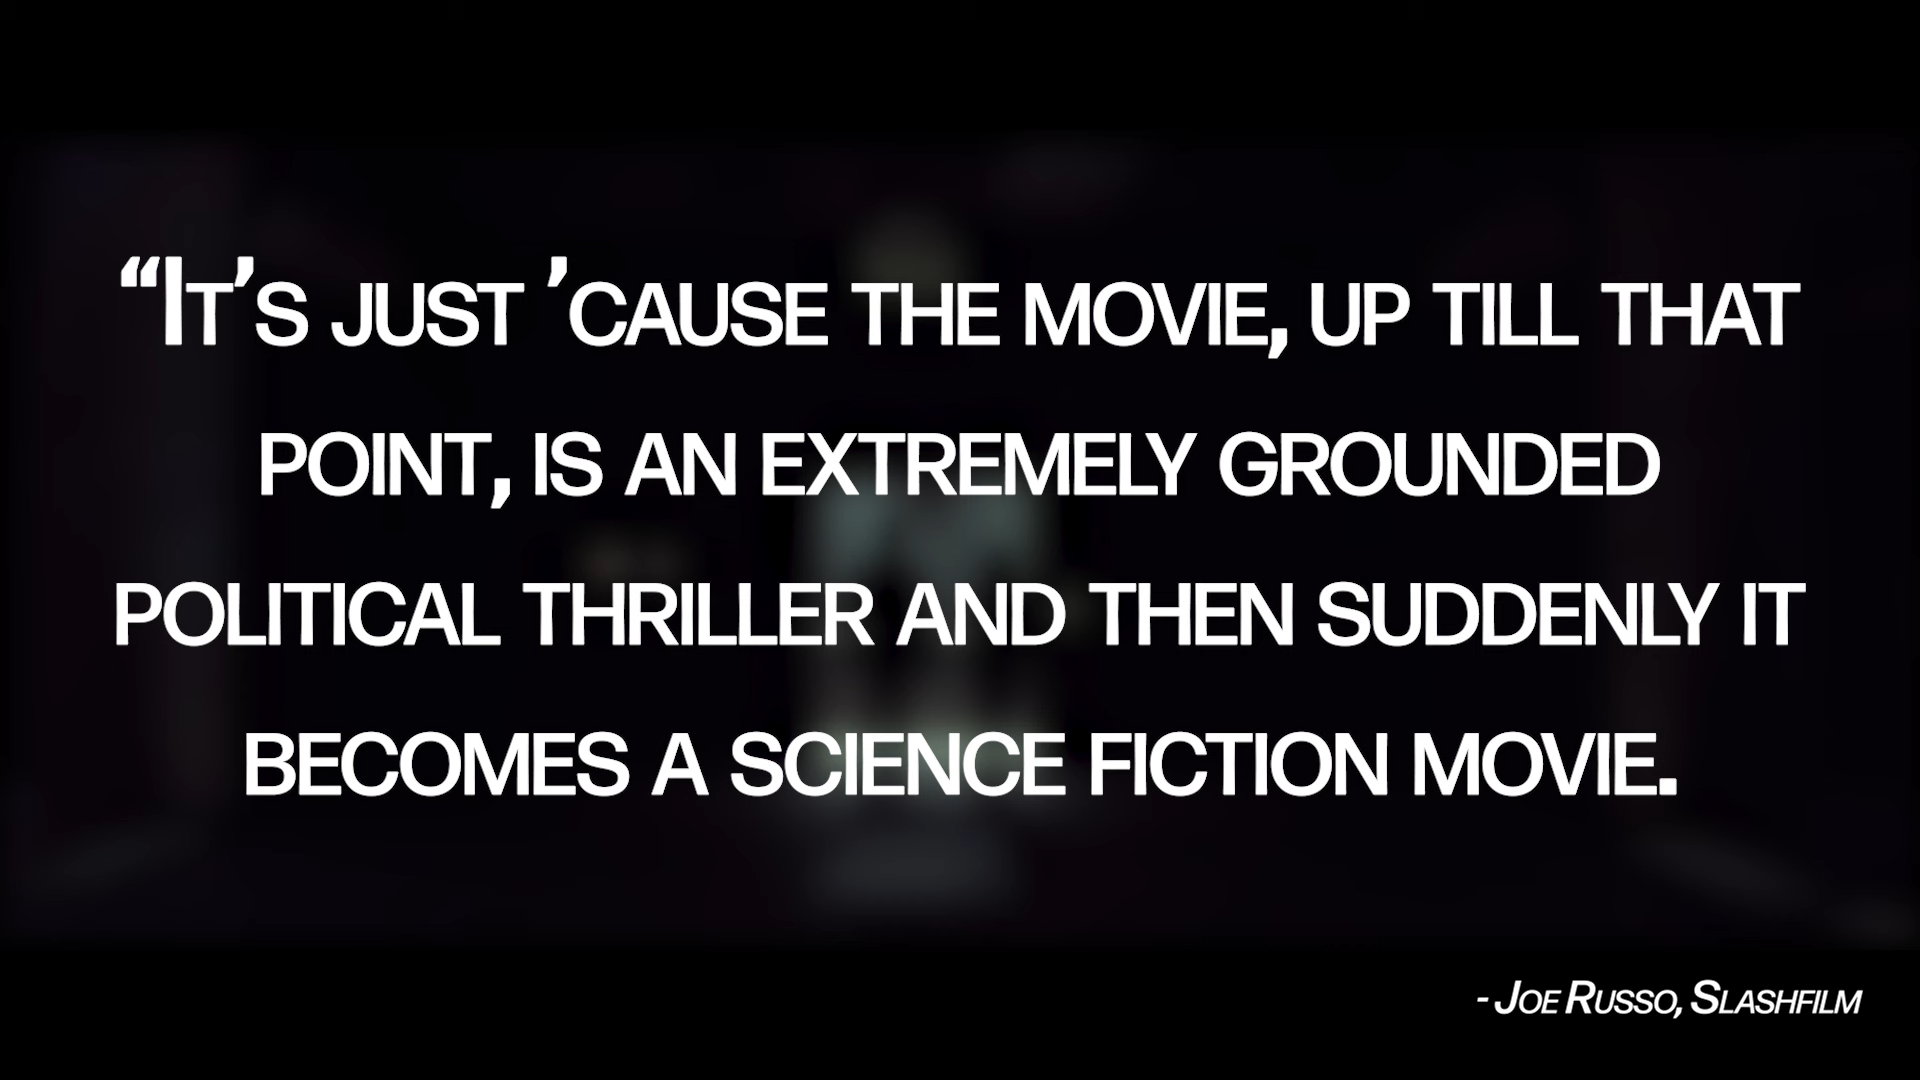 “It’s just ’cause the movie, up till that
point, is an extremely grounded
political thriller and then suddenly it
becomes a science fiction movie.
- Joe Russo, Slashfilm